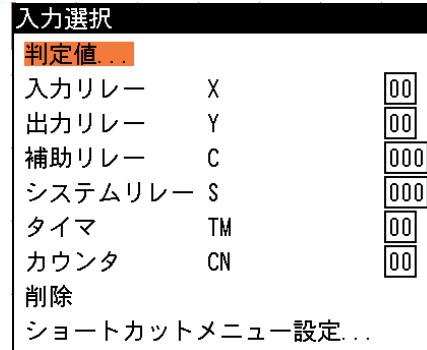 入力選択
判定値...
入力リレー X 00
出力リレー Y 00
補助リレー C 000
システムリレー S 000
タイマ TM 00
カウンタ CN 00
削除
ショートカットメニュー設定...